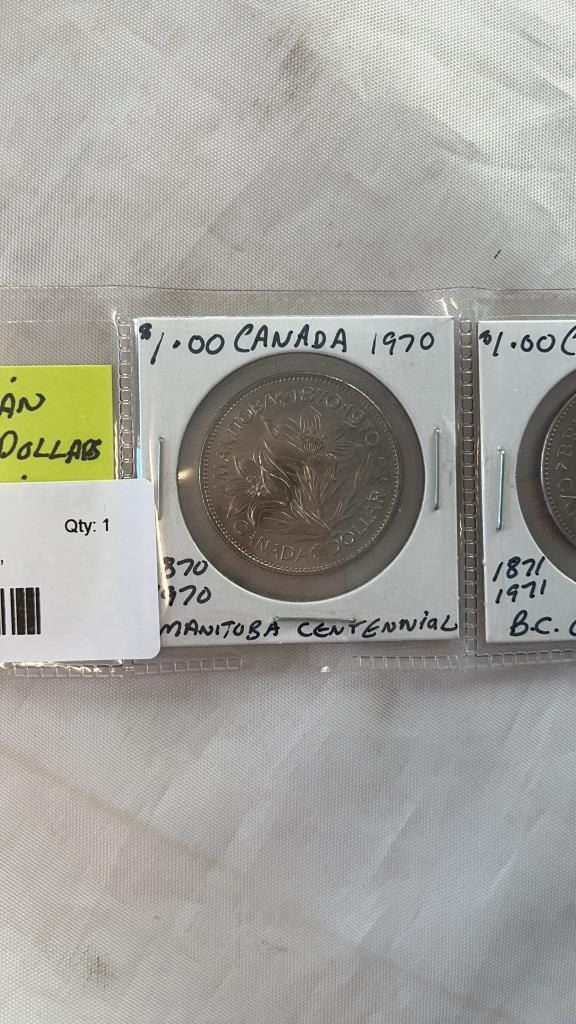 $1.00 CANADA 1970
AN
DOLLARS
Qty: 1
MANITOBA 1870·1970
CANADA DOLLAR
870
970
MANITOBA CENTENNIAL
$1.00 C
1871
1971
B.C. C